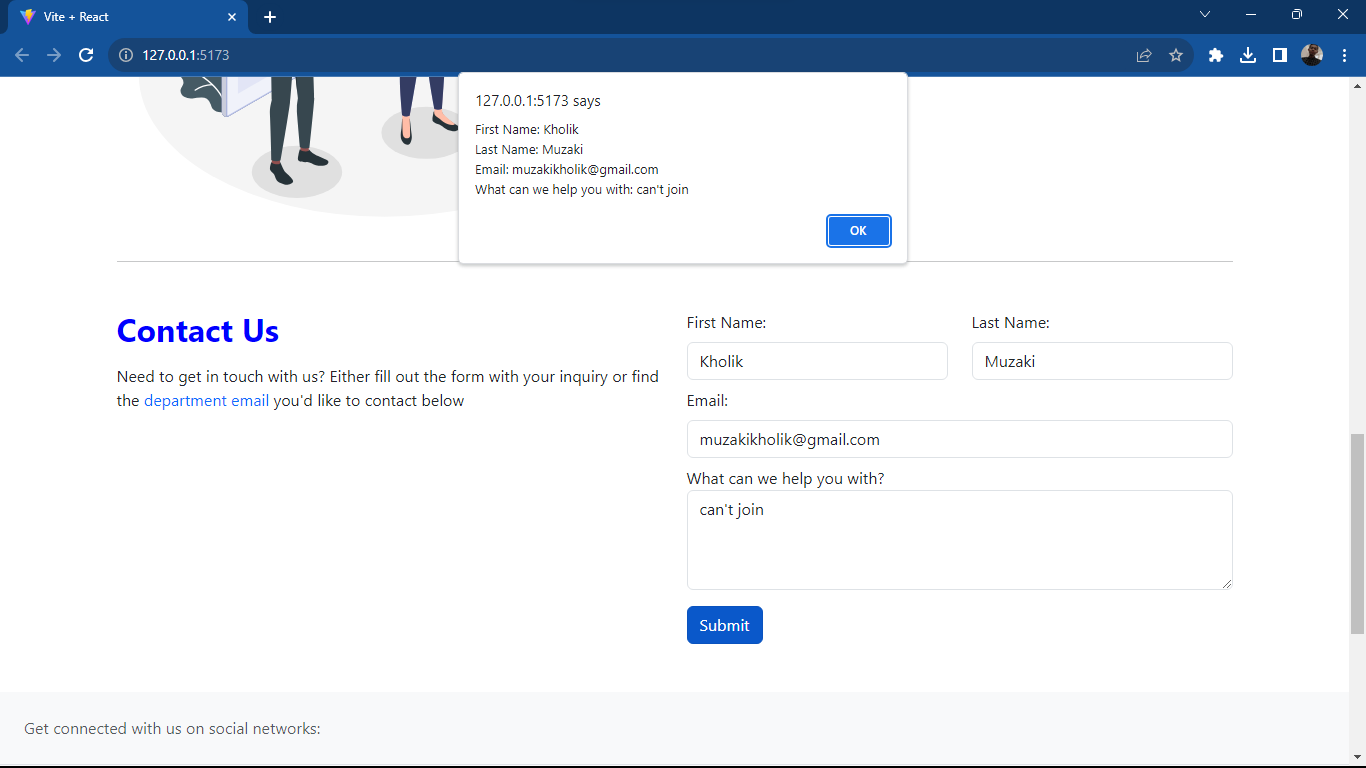 Vite + React
127.0.0.1:5173
127.0.0.1:5173 says
First Name: Kholik
Last Name: Muzaki
Email: muzakikholik@gmail.com
What can we help you with: can't join
OK
Contact Us
Need to get in touch with us? Either fill out the form with your inquiry or find
the department email you'd like to contact below
First Name:
Last Name:
Kholik
Muzaki
Email:
muzakikholik@gmail.com
What can we help you with?
can't join
Submit
Get connected with us on social networks: